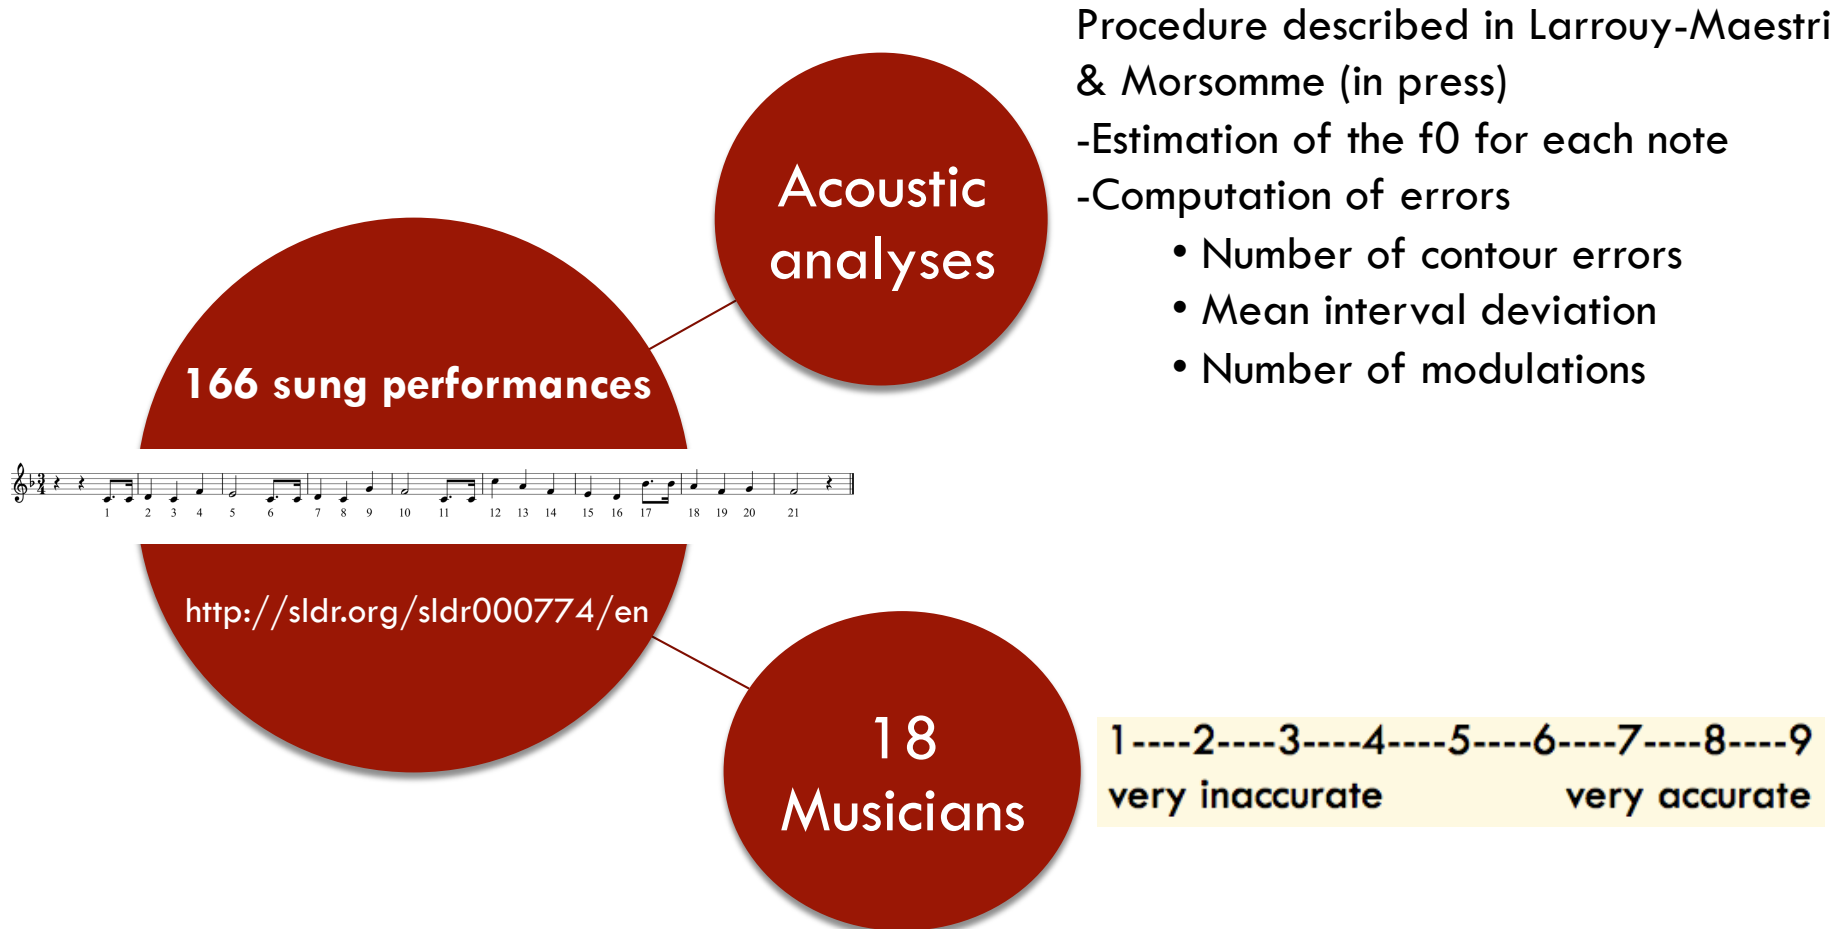 Procedure described in Larrouy-Maestri
& Morsomme (in press)
-Estimation of the f0 for each note
-Computation of errors
• Number of contour errors
• Mean interval deviation
• Number of modulations
Acoustic
analyses
166 sung performances
3
4
1 2 3 4 5 6 7 8 9 10 11 12 13 14 15 16 17 18 19 20 21
http://sldr.org/sldr000774/en
18
Musicians
1----2----3----4----5----6----7----8----9
very inaccurate very accurate